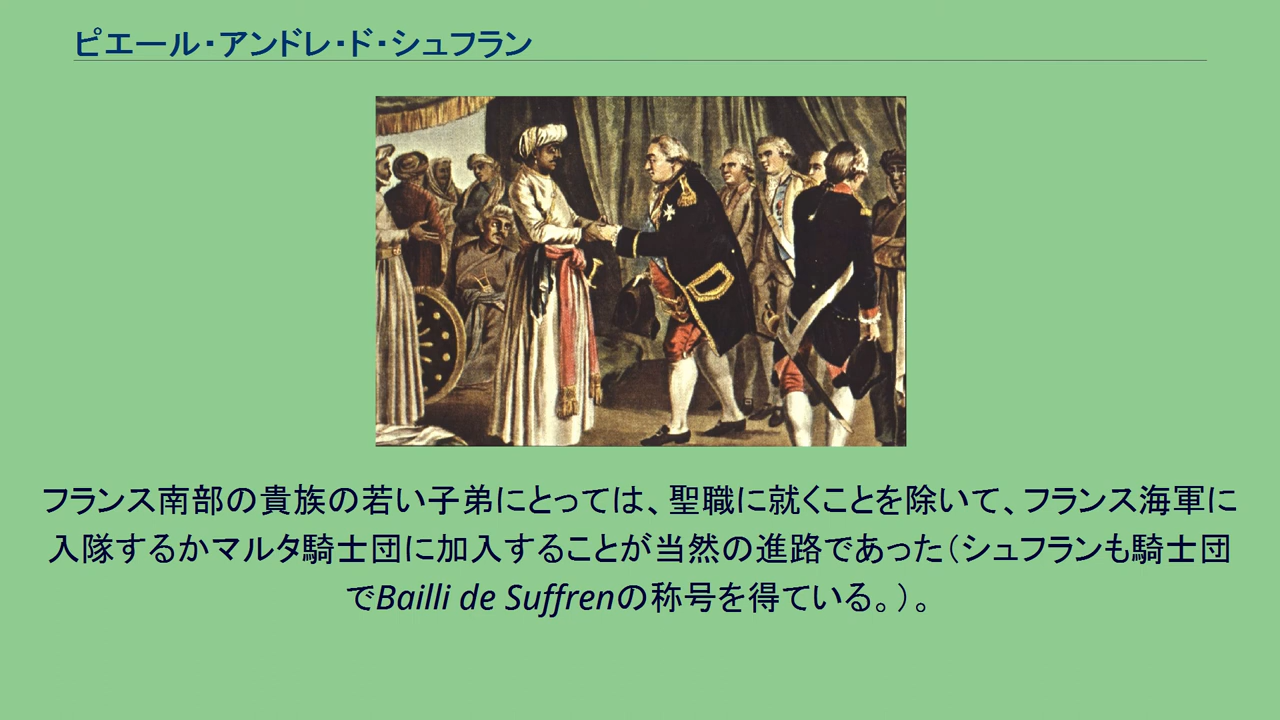 ピエール・アンドレ・ド・シュフラン
フランス南部の貴族の若い子弟にとっては、聖職に就くことを除いて、フランス海軍に
入隊するかマルタ騎士団に加入することが当然の進路であった（シュフランも騎士団
でBailli de Suffrenの称号を得ている。）。